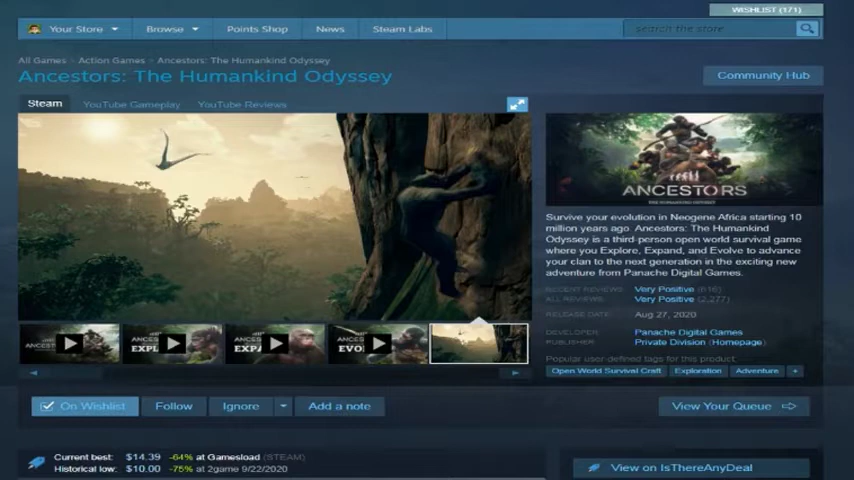 WISHLIST (171)
Your Store Browse Points Shop News Steam Labs search the store
All Games > Action Games > Ancestors: The Humankind Odyssey
Ancestors: The Humankind Odyssey
Community Hub
Steam YouTube Gameplay YouTube Reviews
ANCESTORS
THE HUMANKIND ODYSSEY
Survive your evolution in Neogene Africa starting 10
million years ago. Ancestors: The Humankind
Odyssey is a third-person open world survival game
where you Explore, Expand, and Evolve to advance
your clan to the next generation in the exciting new
adventure from Panache Digital Games.
RECENT REVIEWS: Very Positive (616)
ALL REVIEWS: Very Positive (2,277)
RELEASE DATE: Aug 27, 2020
DEVELOPER: Panache Digital Games
PUBLISHER: Private Division (Homepage)
Popular user-defined tags for this product:
Open World Survival Craft Exploration Adventure +
EXPL
EXPA
EVO
On Wishlist Follow Ignore Add a note View Your Queue
Current best: $14.39 -64% at Gamesload (STEAM)
Historical low: $10.00 -75% at 2game 9/22/2020
View on IsThereAnyDeal